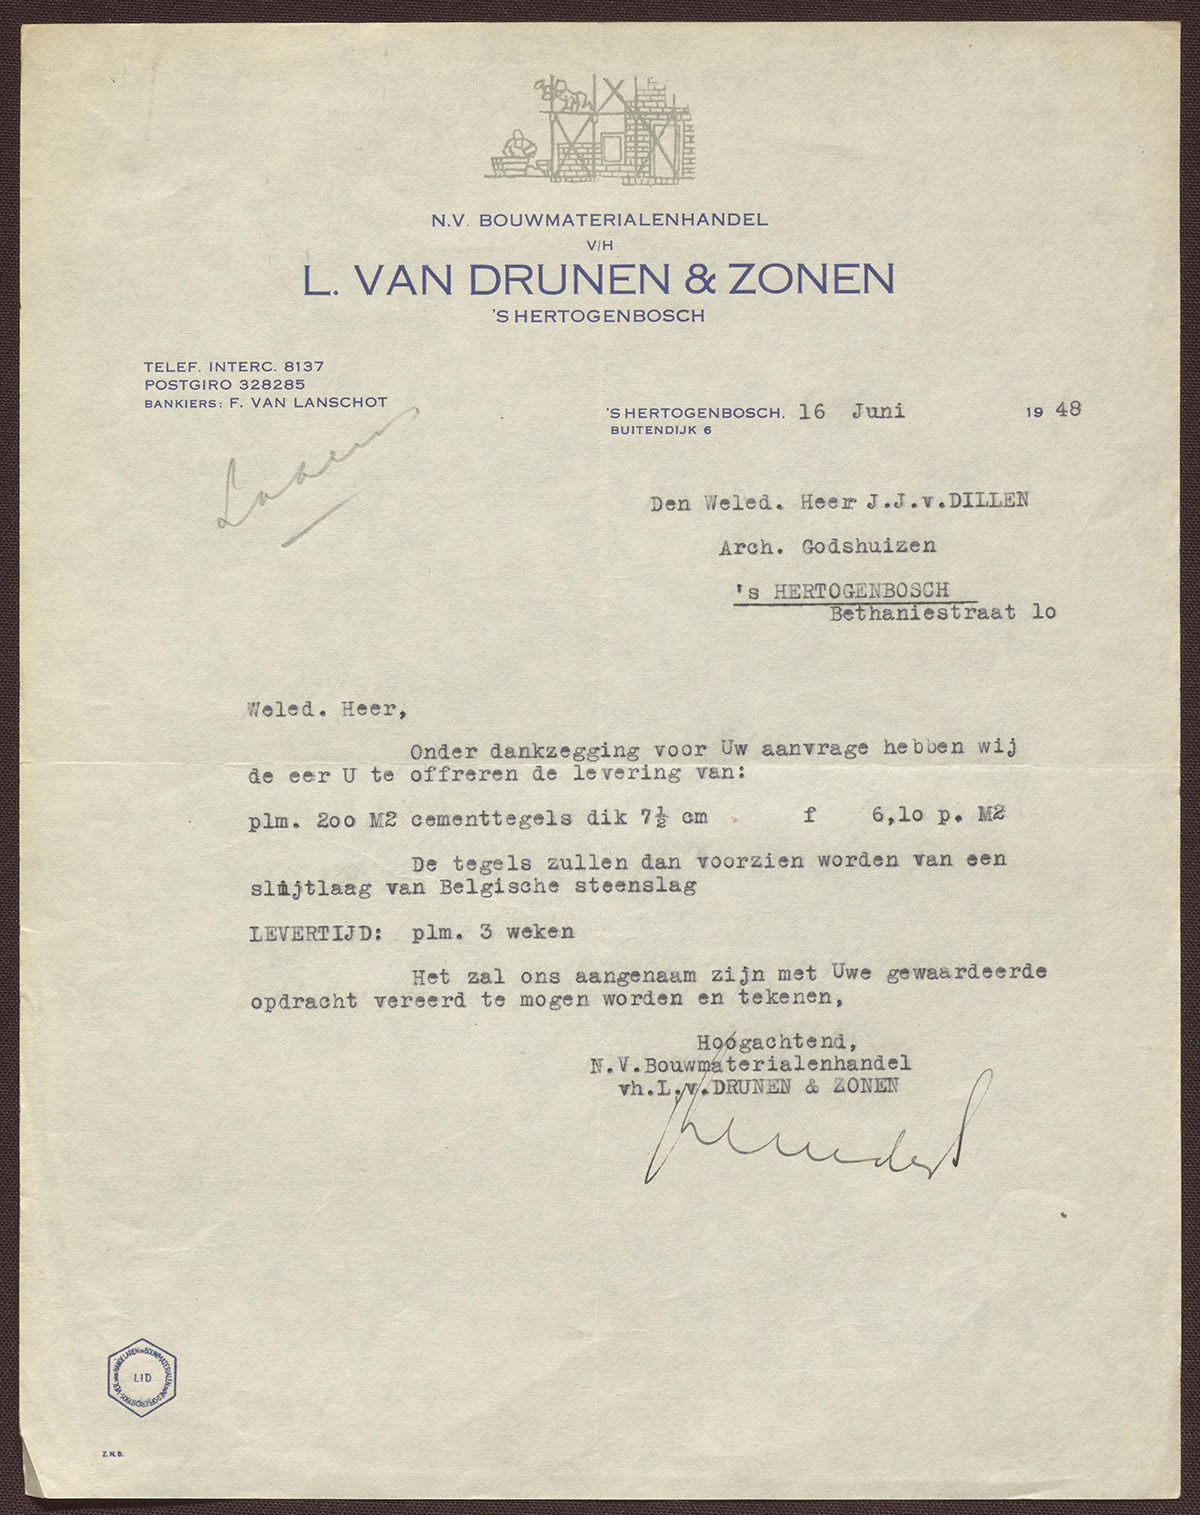 N.V. BOUWMATERIALENHANDEL
V/H
L. VAN DRUNEN & ZONEN
'S HERTOGENBOSCH
TELEF. INTERC. 8137
POSTGIRO 328285
BANKIERS: F. VAN LANSCHOT
'S HERTOGENBOSCH. 16 Juni 1948
BUITENDIJK 6
Den Weled. Heer J.J.v.DILLEN
Arch. Godshuizen
's HERTOGENBOSCH
Bethaniestraat 1o
Weled. Heer,
Onder dankzegging voor Uw aanvrage hebben wij
de eer U te offreren de levering van:
plm. 2oo M2 cementtegels dik 7½ cm f 6,1o p. M2
De tegels zullen dan voorzien worden van een
slijtlaag van Belgische steenslag
LEVERTIJD: plm. 3 weken
Het zal ons aangenaam zijn met Uwe gewaardeerde
opdracht vereerd te mogen worden en tekenen,
Hoogachtend,
N.V.Bouwmaterialenhandel
vh.L.v.DRUNEN & ZONEN
LID
Z.H.D.